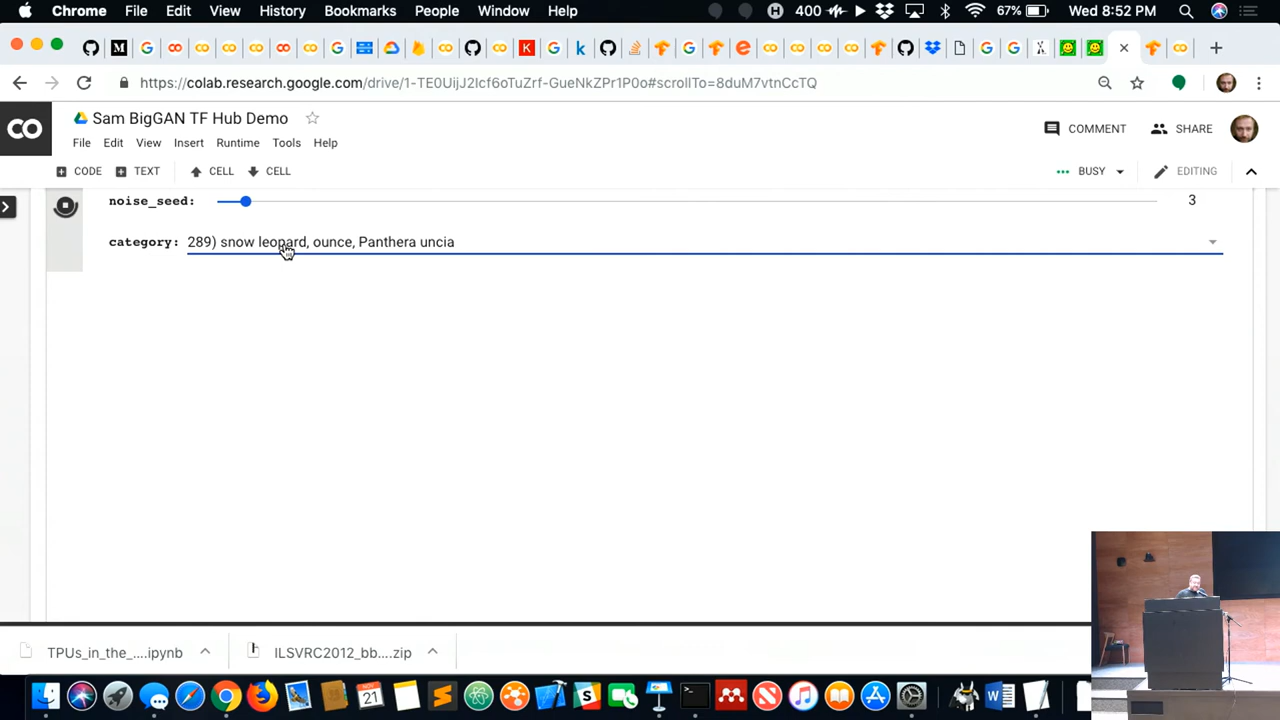 Chrome File Edit View History Bookmarks People Window Help 400 67% Wed 8:52 PM
https://colab.research.google.com/drive/1-TE0UijJ2Icf6oTuZrf-GueNkZPr1P0o#scrollTo=8duM7vtnCcTQ
CO Sam BigGAN TF Hub Demo COMMENT SHARE
File Edit View Insert Runtime Tools Help
CODE TEXT CELL CELL BUSY EDITING
noise_seed: 3
category: 289) snow leopard, ounce, Panthera uncia
TPUs_in_the_....ipynb ILSVRC2012_bb....zip